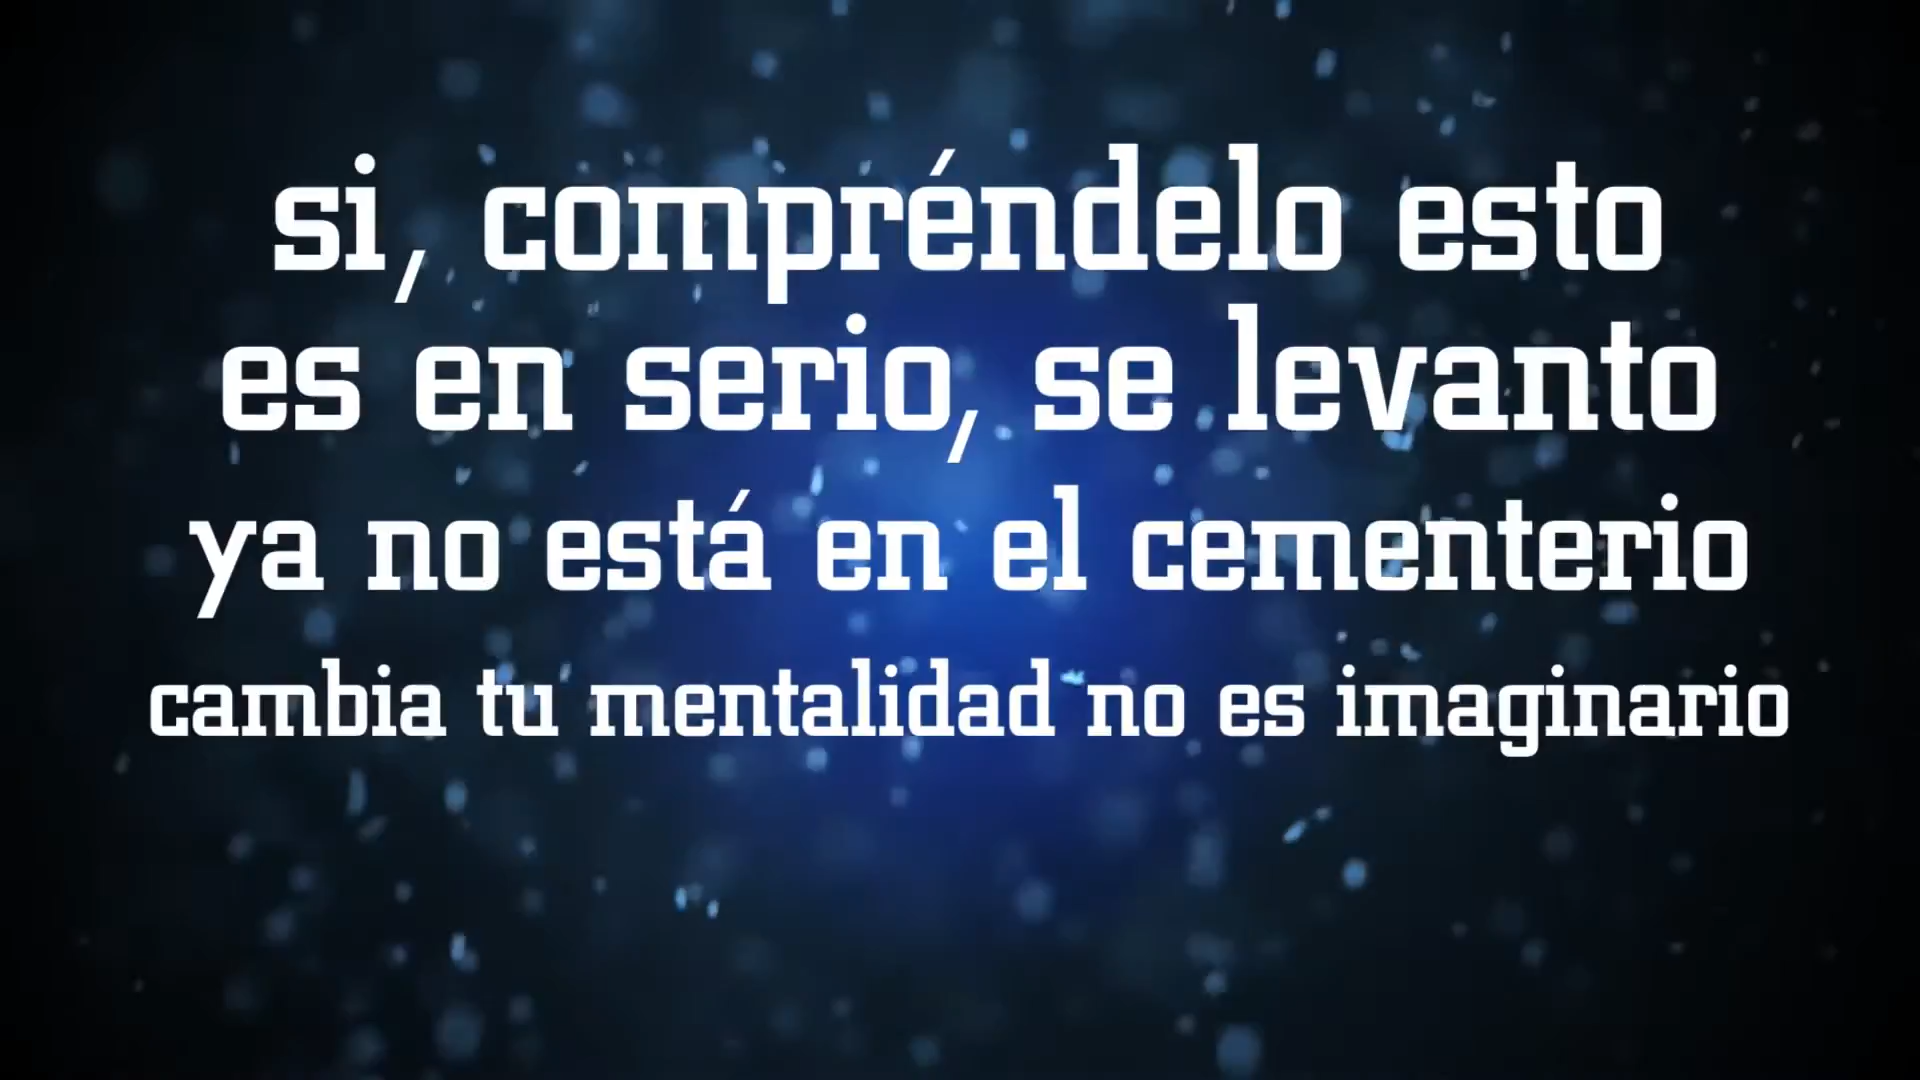 si, compréndelo esto
es en serio, se levanto
ya no está en el cementerio
cambia tu mentalidad no es imaginario